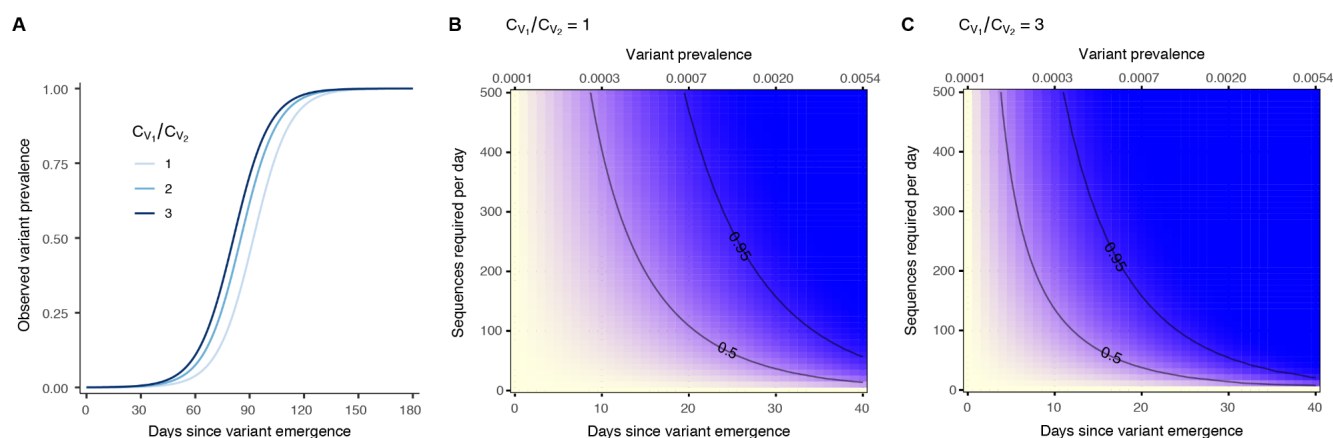 A
C_V₁/C_V₂
1
2
3
Observed variant prevalence
1.00
0.75
0.50
0.25
0.00
0 30 60 90 120 150 180
Days since variant emergence
B C_V₁/C_V₂ = 1
Variant prevalence
0.0001 0.0003 0.0007 0.0020 0.0054
Sequences required per day
500
400
300
200
100
0
0.95
0.5
0 10 20 30 40
Days since variant emergence
C C_V₁/C_V₂ = 3
Variant prevalence
0.0001 0.0003 0.0007 0.0020 0.0054
Sequences required per day
500
400
300
200
100
0
0.95
0.5
0 10 20 30 40
Days since variant emergence